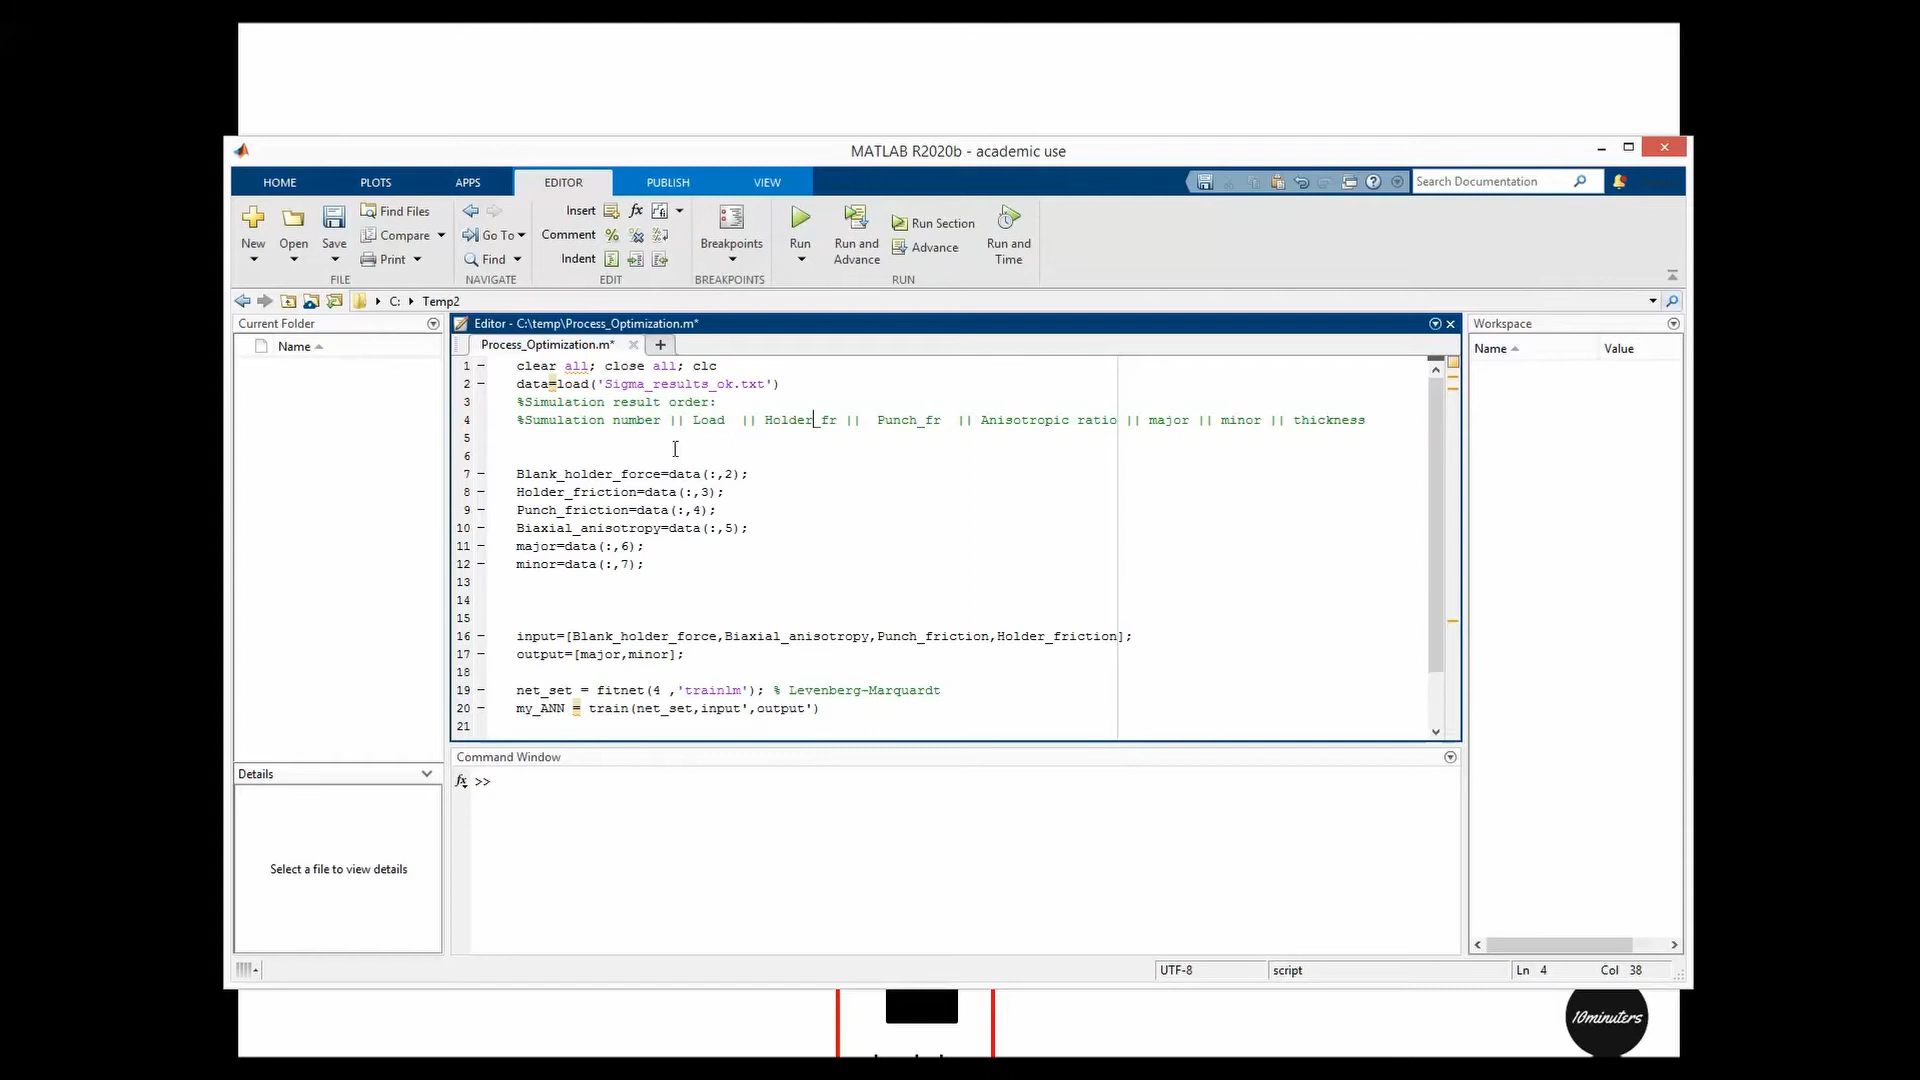 MATLAB R2020b - academic use
HOME PLOTS APPS EDITOR PUBLISH VIEW
Search Documentation
New
Open
Save
Find Files
Compare
Print
FILE
Go To
Find
NAVIGATE
Insert
Comment
Indent
EDIT
Breakpoints
BREAKPOINTS
Run
Run and
Advance
Run Section
Advance
Run and
Time
RUN
C: Temp2
Current Folder
Name
Details
Select a file to view details
Editor - C:\temp\Process_Optimization.m*
Process_Optimization.m*
1 clear all; close all; clc
2 data=load('Sigma_results_ok.txt')
3 %Simulation result order:
4 %Sumulation number || Load || Holder_fr || Punch_fr || Anisotropic ratio || major || minor || thickness
5
6
7 Blank_holder_force=data(:,2);
8 Holder_friction=data(:,3);
9 Punch_friction=data(:,4);
10 Biaxial_anisotropy=data(:,5);
11 major=data(:,6);
12 minor=data(:,7);
13
14
15
16 input=[Blank_holder_force,Biaxial_anisotropy,Punch_friction,Holder_friction];
17 output=[major,minor];
18
19 net_set = fitnet(4 ,'trainlm'); % Levenberg-Marquardt
20 my_ANN = train(net_set,input',output')
21
Command Window
fx >>
Workspace
Name Value
UTF-8 script Ln 4 Col 38
10minuters